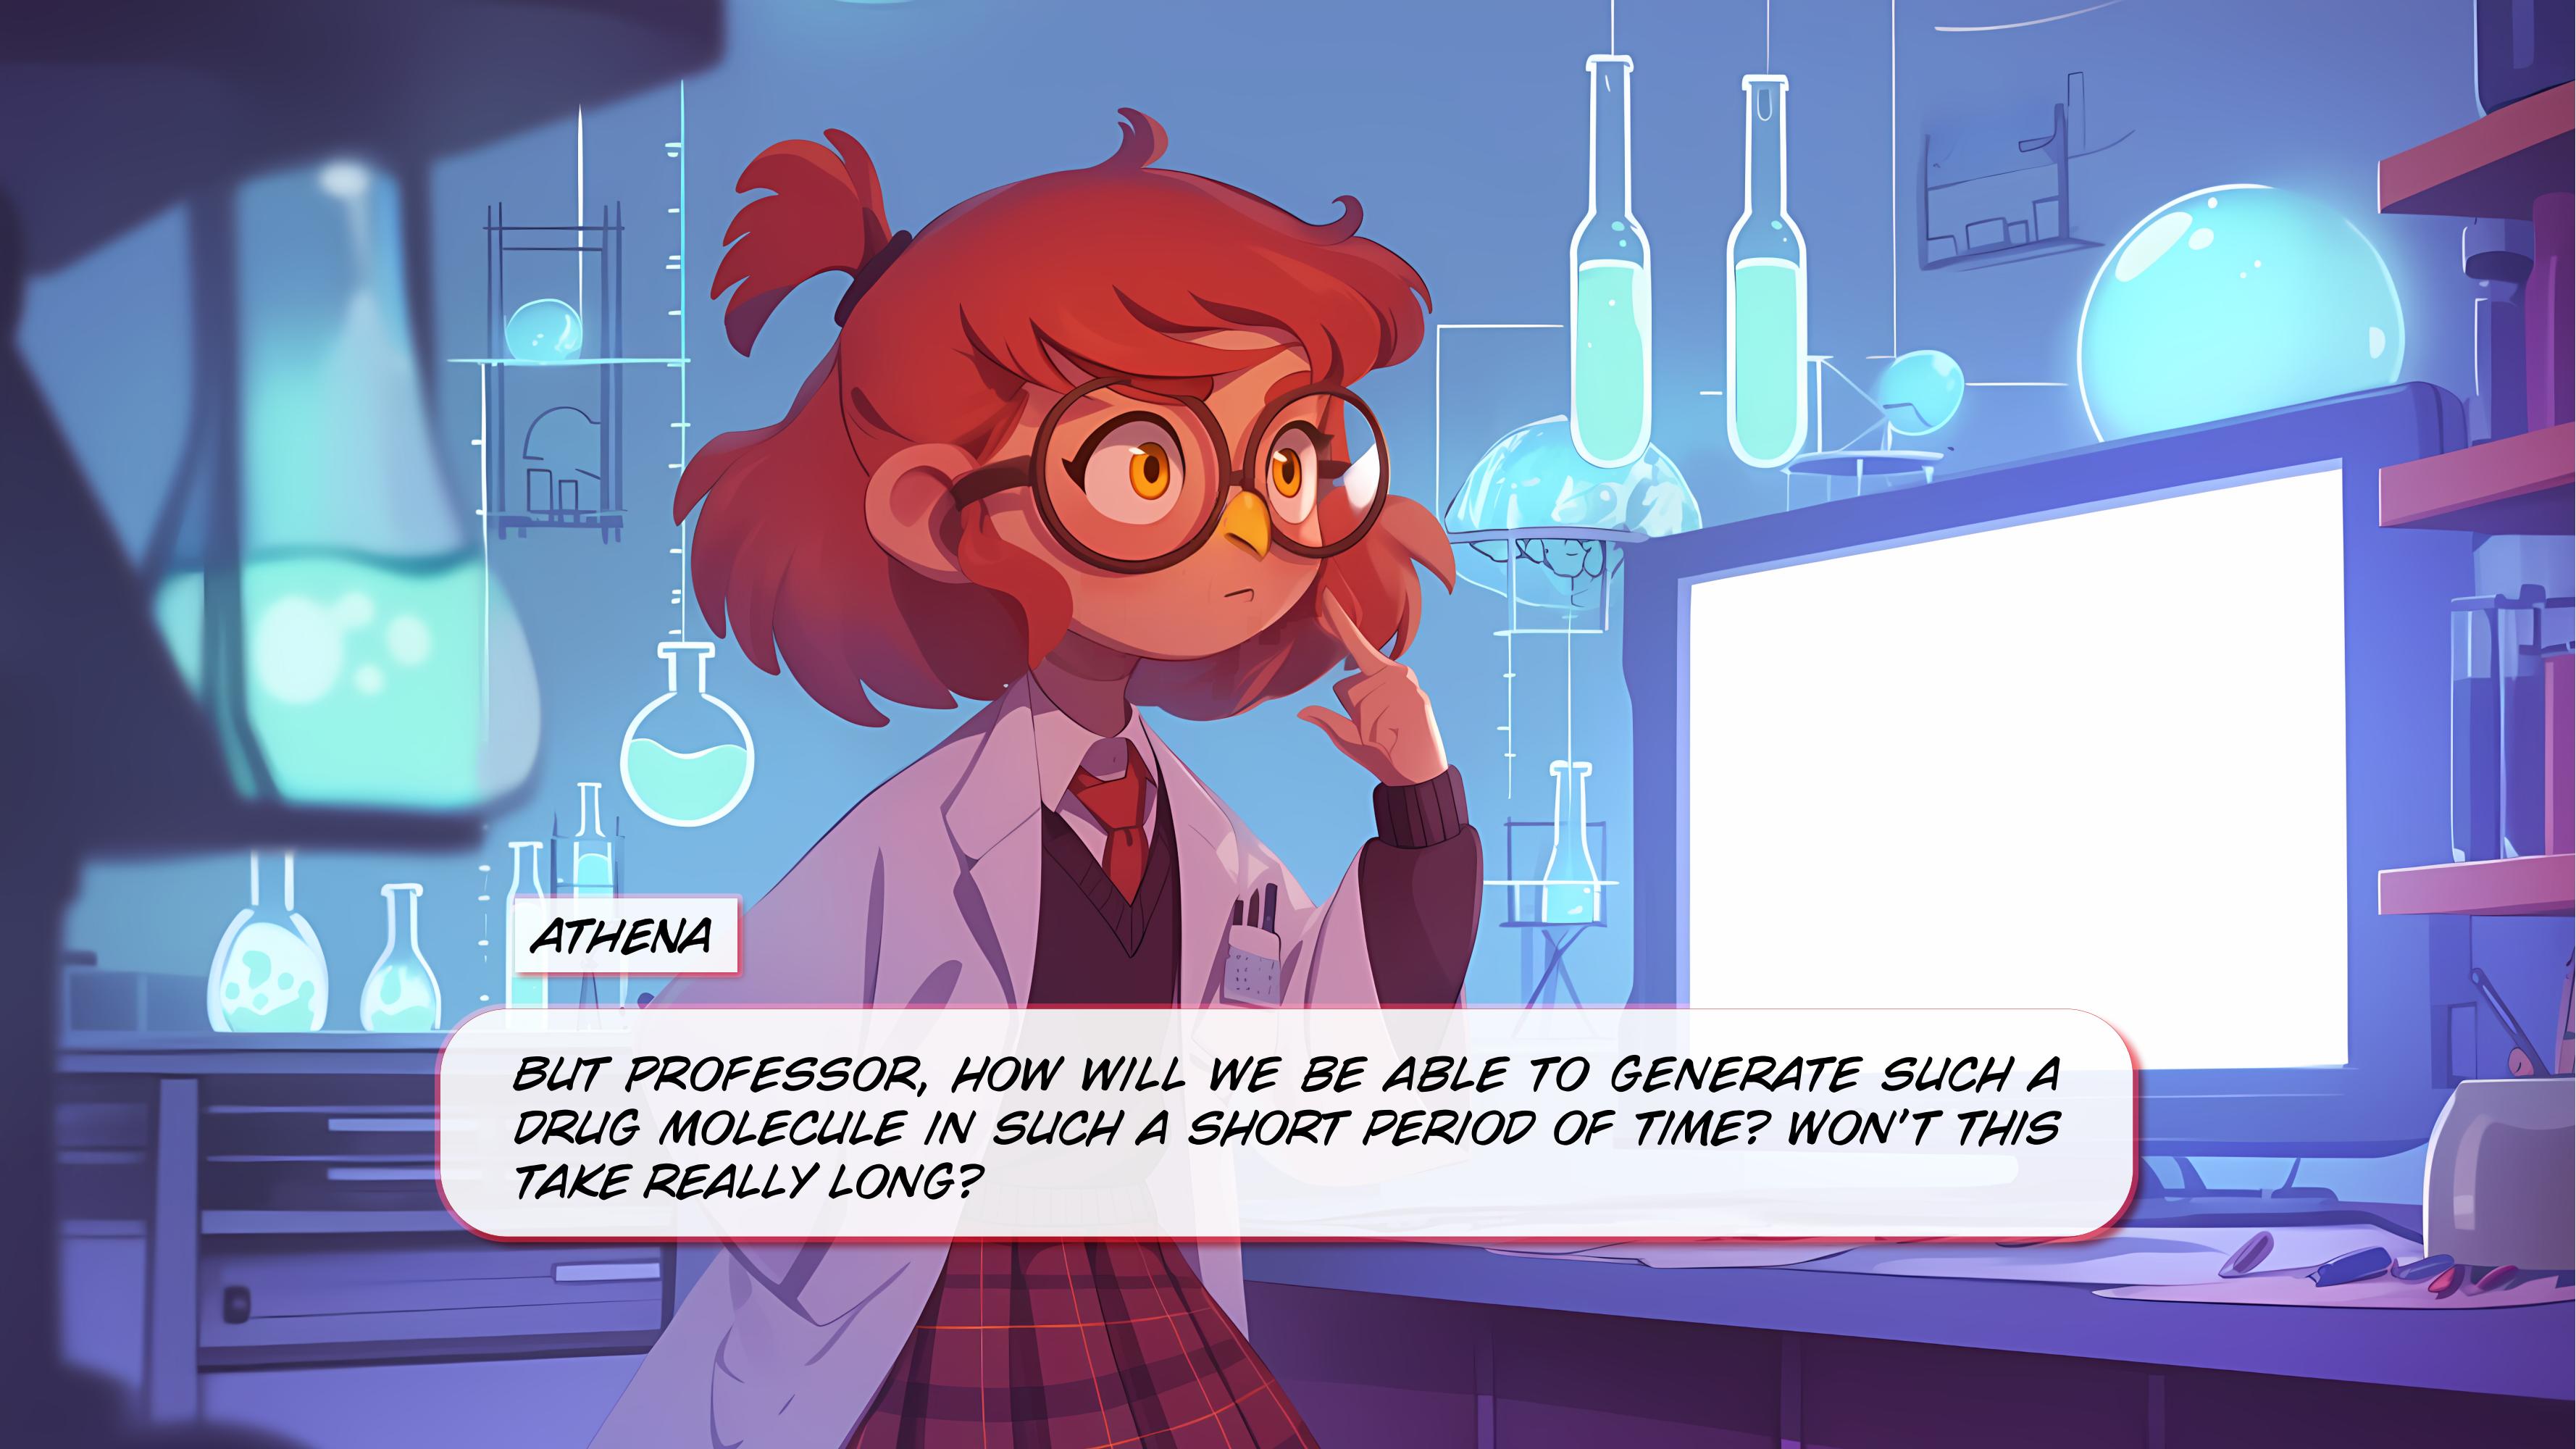 ATHENA
BUT PROFESSOR, HOW WILL WE BE ABLE TO GENERATE SUCH A
DRUG MOLECULE IN SUCH A SHORT PERIOD OF TIME? WON'T THIS
TAKE REALLY LONG?